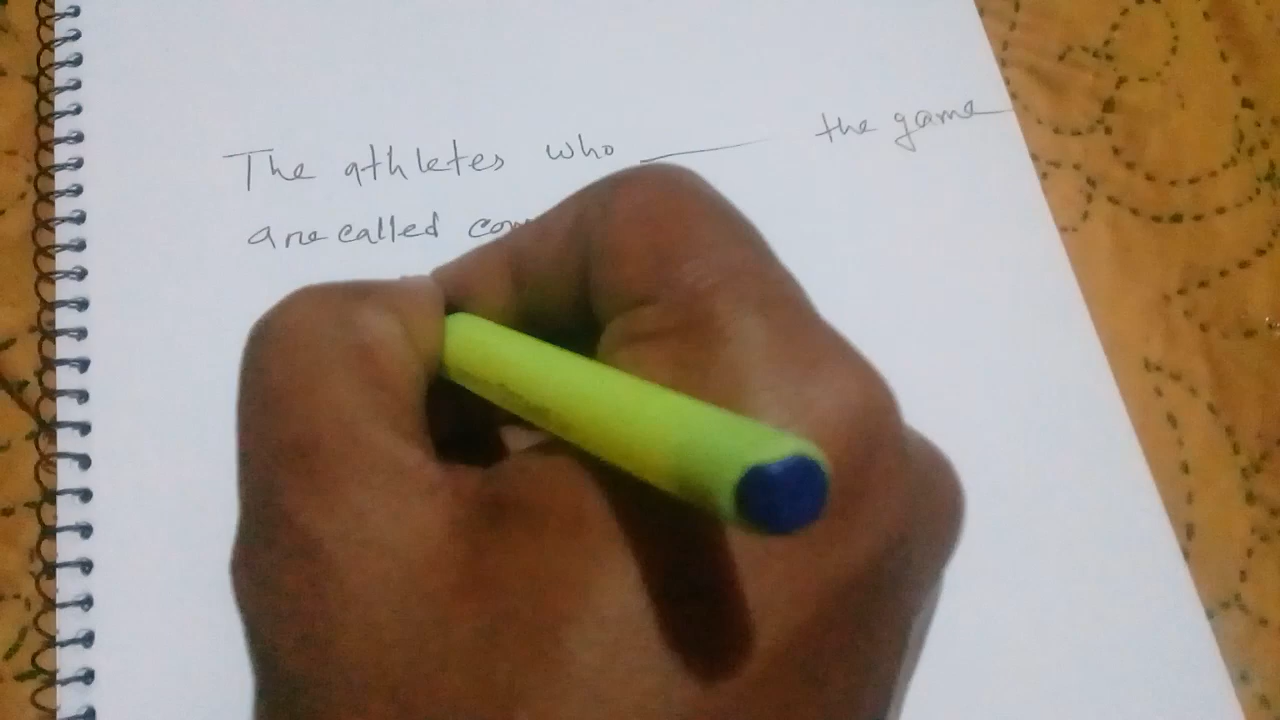 The athletes who ______ the game
are called